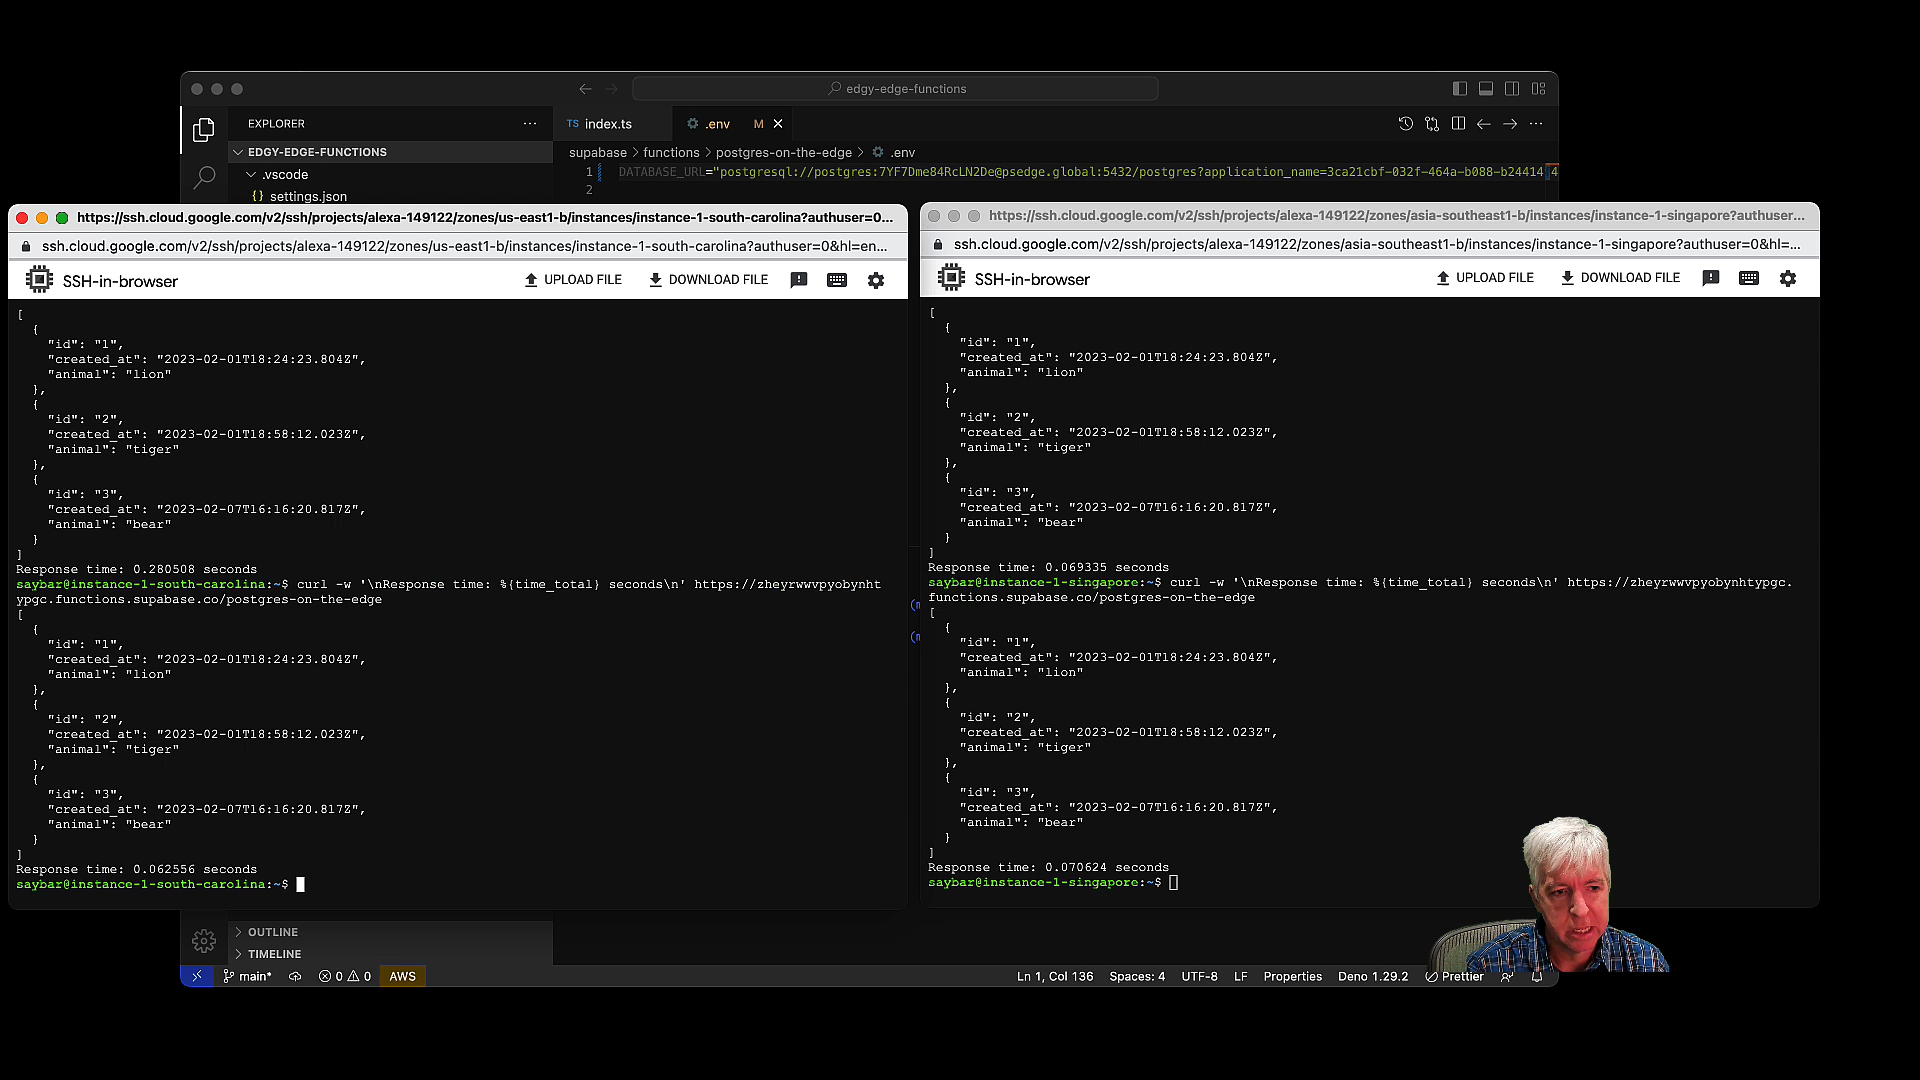 edgy-edge-functions
EXPLORER
TS index.ts
.env M
EDGY-EDGE-FUNCTIONS
supabase > functions > postgres-on-the-edge > .env
.vscode
1 DATABASE_URL="postgresql://postgres:7YF7Dme84RcLN2De@psedge.global:5432/postgres?application_name=3ca21cbf-032f-464a-b088-b24414
2
{} settings.json
https://ssh.cloud.google.com/v2/ssh/projects/alexa-149122/zones/us-east1-b/instances/instance-1-south-carolina?authuser=0...
ssh.cloud.google.com/v2/ssh/projects/alexa-149122/zones/us-east1-b/instances/instance-1-south-carolina?authuser=0&hl=en...
SSH-in-browser
UPLOAD FILE
DOWNLOAD FILE
[
{
"id": "1",
"created_at": "2023-02-01T18:24:23.804Z",
"animal": "lion"
},
{
"id": "2",
"created_at": "2023-02-01T18:58:12.023Z",
"animal": "tiger"
},
{
"id": "3",
"created_at": "2023-02-07T16:16:20.817Z",
"animal": "bear"
}
]
Response time: 0.280508 seconds
saybar@instance-1-south-carolina:~$ curl -w '\nResponse time: %{time_total} seconds\n' https://zheyrwwvpyobynht
ypgc.functions.supabase.co/postgres-on-the-edge
[
{
"id": "1",
"created_at": "2023-02-01T18:24:23.804Z",
"animal": "lion"
},
{
"id": "2",
"created_at": "2023-02-01T18:58:12.023Z",
"animal": "tiger"
},
{
"id": "3",
"created_at": "2023-02-07T16:16:20.817Z",
"animal": "bear"
}
]
Response time: 0.062556 seconds
saybar@instance-1-south-carolina:~$
https://ssh.cloud.google.com/v2/ssh/projects/alexa-149122/zones/asia-southeast1-b/instances/instance-1-singapore?authuser...
ssh.cloud.google.com/v2/ssh/projects/alexa-149122/zones/asia-southeast1-b/instances/instance-1-singapore?authuser=0&hl=...
SSH-in-browser
UPLOAD FILE
DOWNLOAD FILE
[
{
"id": "1",
"created_at": "2023-02-01T18:24:23.804Z",
"animal": "lion"
},
{
"id": "2",
"created_at": "2023-02-01T18:58:12.023Z",
"animal": "tiger"
},
{
"id": "3",
"created_at": "2023-02-07T16:16:20.817Z",
"animal": "bear"
}
]
Response time: 0.069335 seconds
saybar@instance-1-singapore:~$ curl -w '\nResponse time: %{time_total} seconds\n' https://zheyrwwvpyobynhtypgc.
functions.supabase.co/postgres-on-the-edge
[
{
"id": "1",
"created_at": "2023-02-01T18:24:23.804Z",
"animal": "lion"
},
{
"id": "2",
"created_at": "2023-02-01T18:58:12.023Z",
"animal": "tiger"
},
{
"id": "3",
"created_at": "2023-02-07T16:16:20.817Z",
"animal": "bear"
}
]
Response time: 0.070624 seconds
saybar@instance-1-singapore:~$
OUTLINE
TIMELINE
main* 0 0 AWS
Ln 1, Col 136 Spaces: 4 UTF-8 LF Properties Deno 1.29.2 Prettier